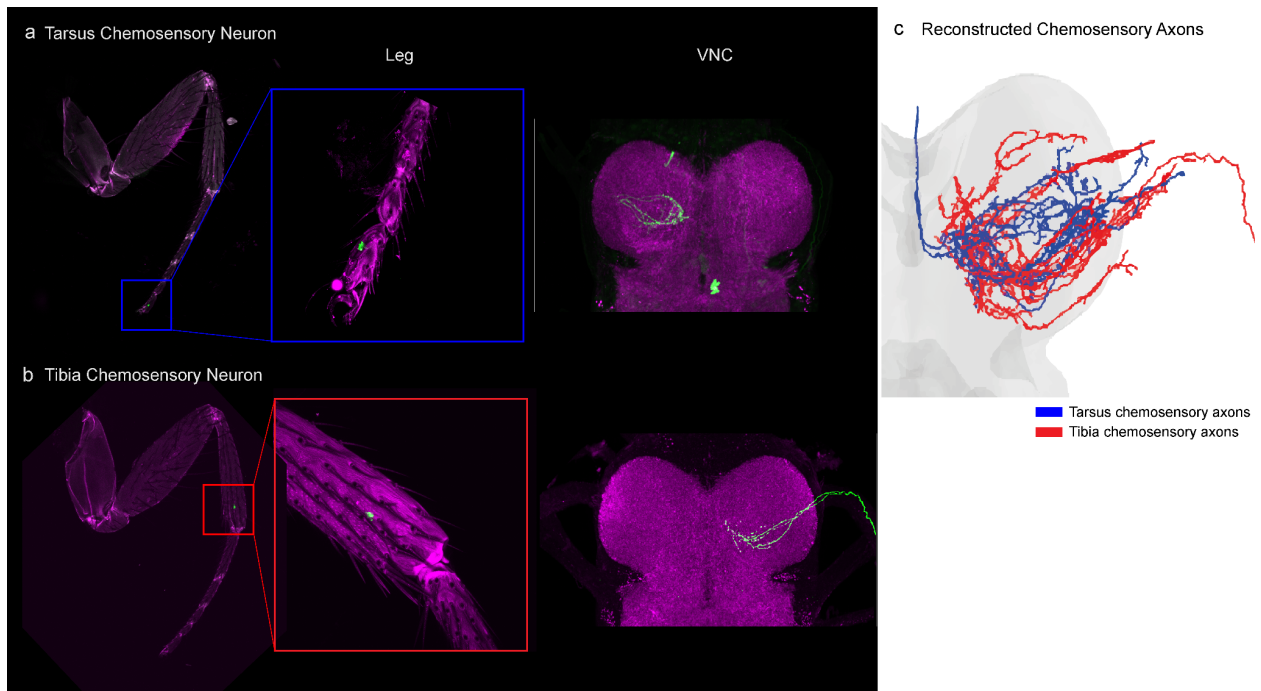 a Tarsus Chemosensory Neuron
Leg
VNC
b Tibia Chemosensory Neuron
c Reconstructed Chemosensory Axons
Tarsus chemosensory axons
Tibia chemosensory axons